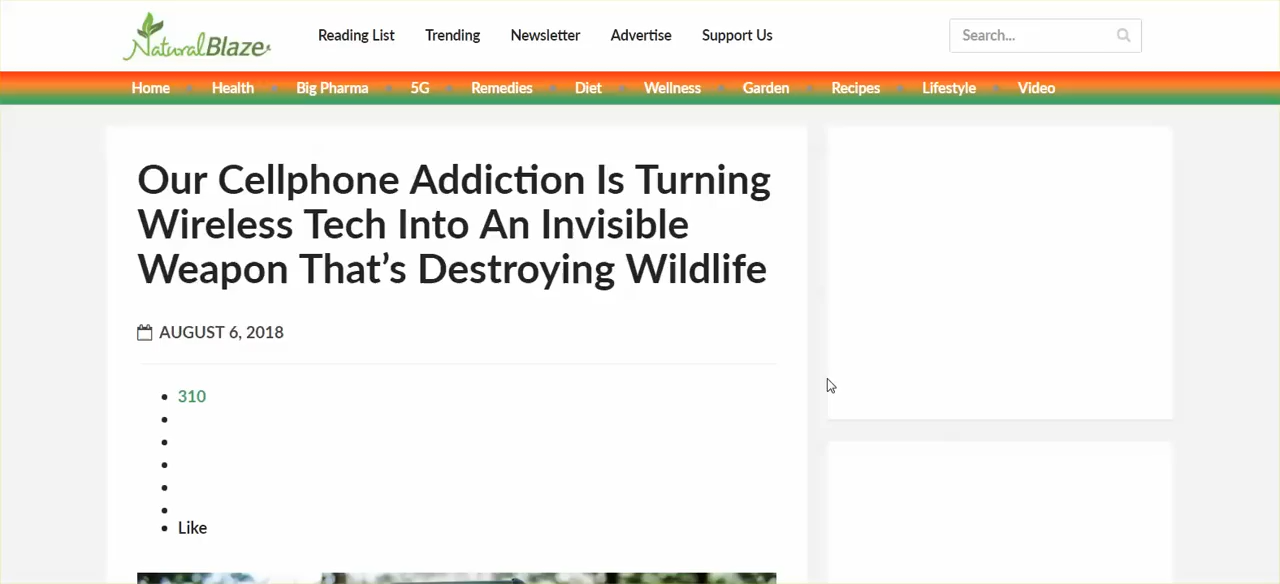 NaturalBlaze
Reading List Trending Newsletter Advertise Support Us
Search...
Home Health Big Pharma 5G Remedies Diet Wellness Garden Recipes Lifestyle Video
Our Cellphone Addiction Is Turning
Wireless Tech Into An Invisible
Weapon That’s Destroying Wildlife
AUGUST 6, 2018
310
Like